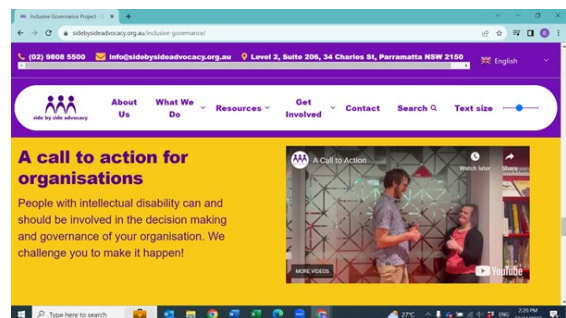 Inclusive Governance Project - S
sidebysideadvocacy.org.au/inclusive-governance/
(02) 9808 5500 info@sidebysideadvocacy.org.au Level 2, Suite 206, 34 Charles St, Parramatta NSW 2150
English
About Us
What We Do
Resources
Get Involved
Contact
Search
Text size
side by side advocacy
A call to action for
organisations
People with intellectual disability can and
should be involved in the decision making
and governance of your organisation. We
challenge you to make it happen!
A Call to Action
Watch later
Share
MORE VIDEOS
YouTube
Type here to search
27°C
ENG
2:20 PM